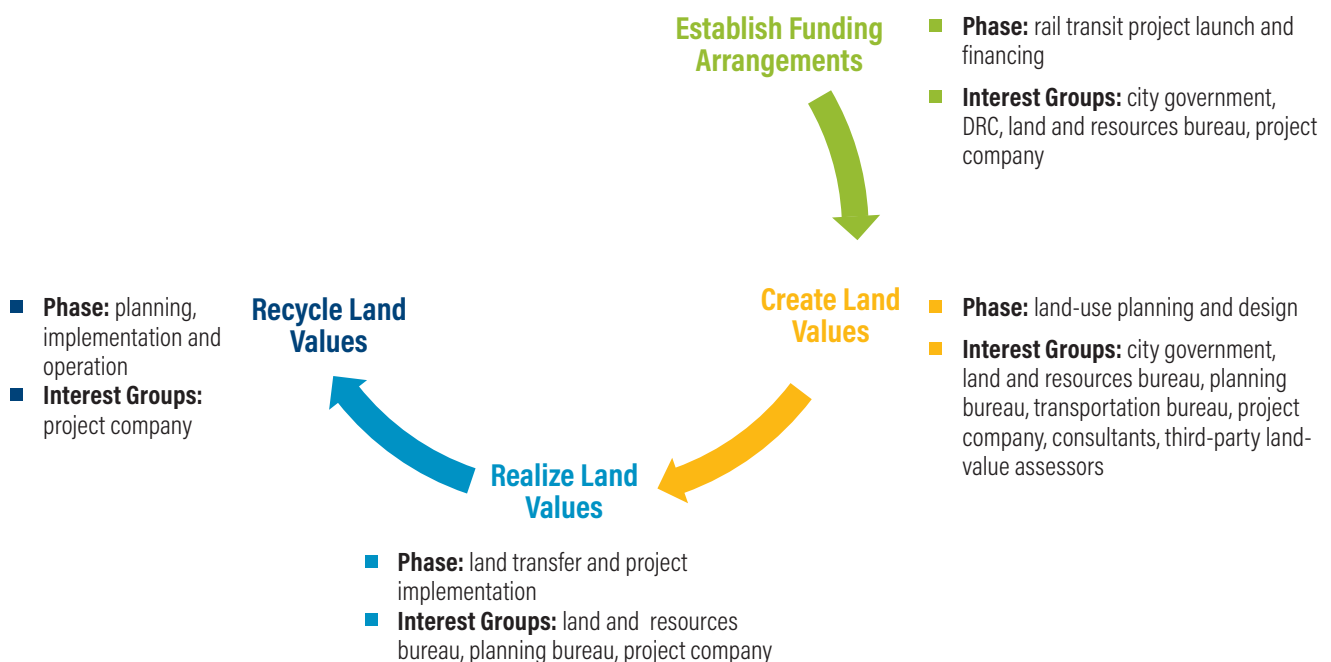 Establish Funding
Arrangements
Phase: rail transit project launch and
financing
Interest Groups: city government,
DRC, land and resources bureau, project
company
Create Land
Values
Phase: land-use planning and design
Interest Groups: city government,
land and resources bureau, planning
bureau, transportation bureau, project
company, consultants, third-party land-
value assessors
Realize Land
Values
Phase: land transfer and project
implementation
Interest Groups: land and resources
bureau, planning bureau, project company
Recycle Land
Values
Phase: planning,
implementation and
operation
Interest Groups:
project company